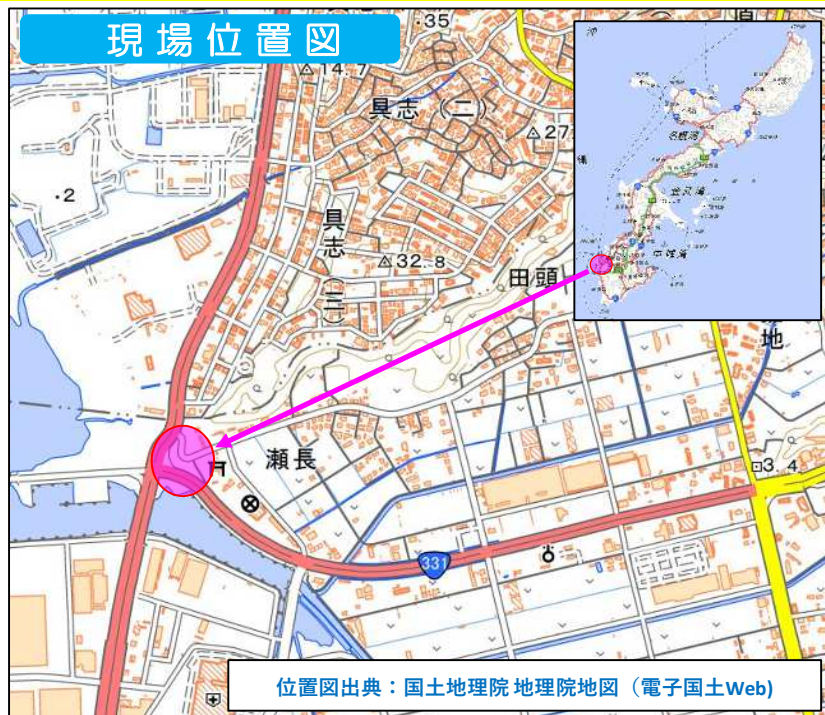 現場位置図
・35
14.7
具志（二）
27
・2
具志（三）
32.8
田頭
名護湾
金武湾
中城湾
瀬長
3.4
331
位置図出典：国土地理院 地理院地図（電子国土Web)